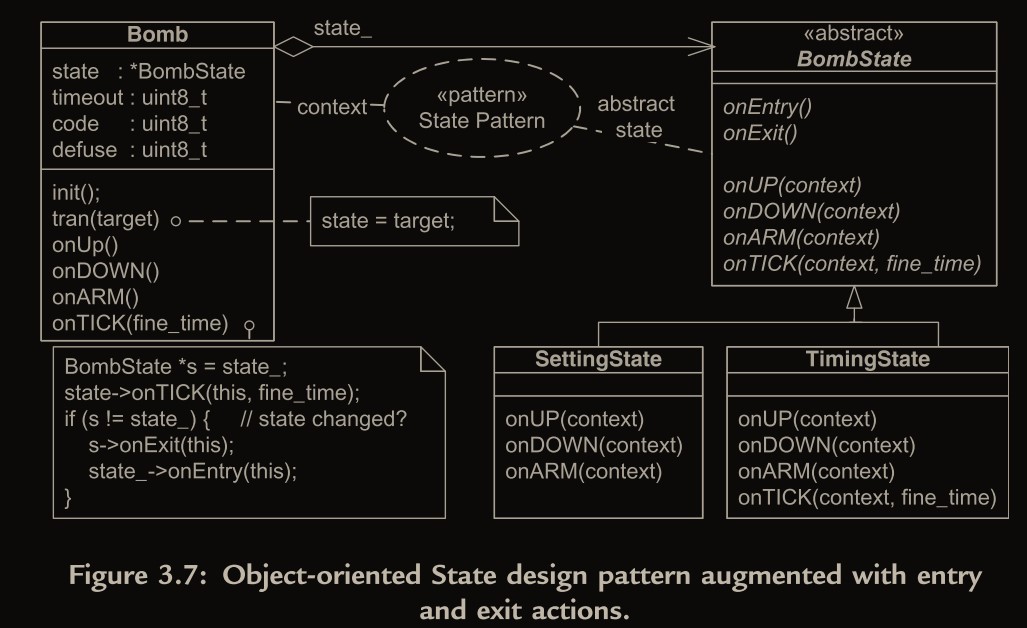 Bomb
state : *BombState
timeout : uint8_t
code : uint8_t
defuse : uint8_t
init();
tran(target)
onUp()
onDOWN()
onARM()
onTICK(fine_time)
state_
context
«pattern»
State Pattern
abstract
state
state = target;
«abstract»
BombState
onEntry()
onExit()
onUP(context)
onDOWN(context)
onARM(context)
onTICK(context, fine_time)
BombState *s = state_;
state->onTICK(this, fine_time);
if (s != state_) { // state changed?
s->onExit(this);
state_->onEntry(this);
}
SettingState
onUP(context)
onDOWN(context)
onARM(context)
TimingState
onUP(context)
onDOWN(context)
onARM(context)
onTICK(context, fine_time)
Figure 3.7: Object-oriented State design pattern augmented with entry
and exit actions.